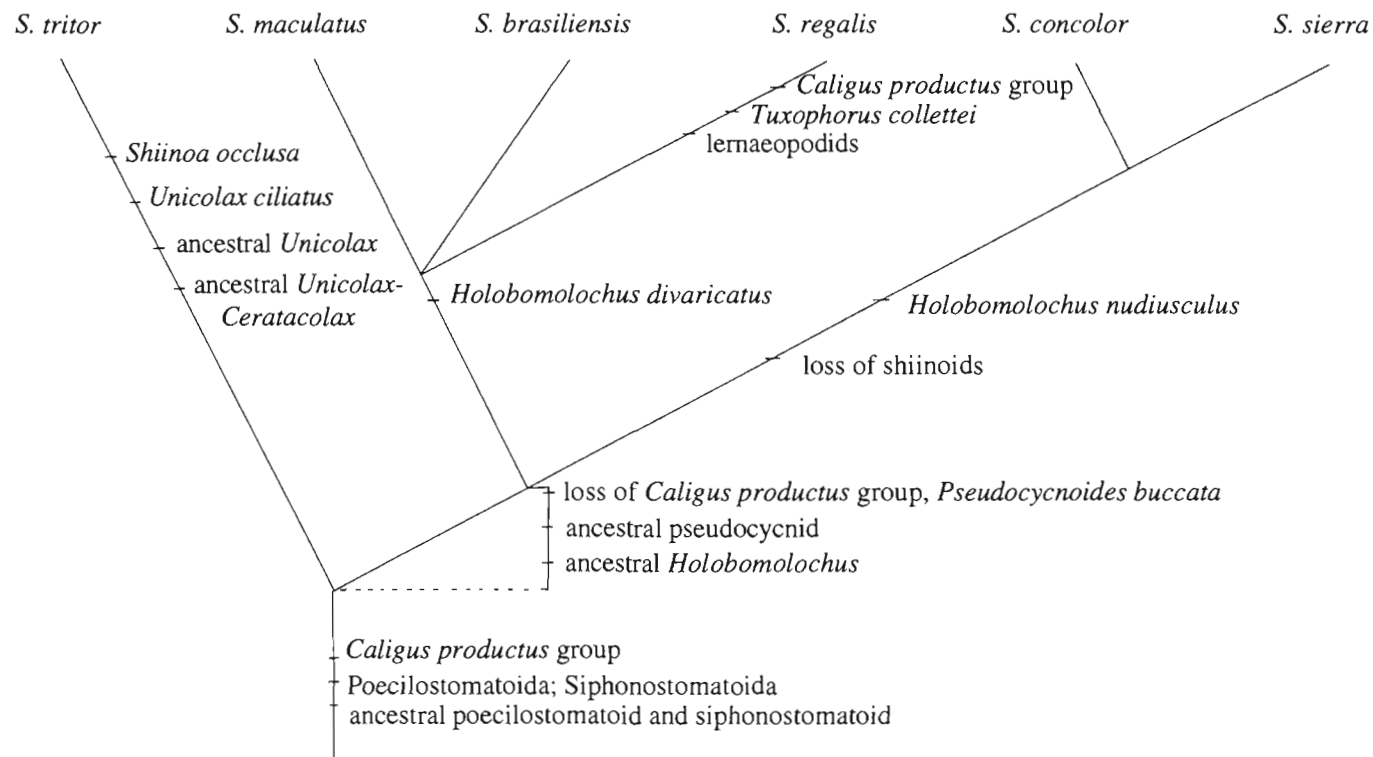 S. tritor
S. maculatus
S. brasiliensis
S. regalis
S. concolor
S. sierra
Caligus productus group
Tuxophorus collettei
lernaeopodids
Shiinoa occlusa
Unicolax ciliatus
ancestral Unicolax
ancestral Unicolax-
Ceratacolax
Holobomolochus divaricatus
Holobomolochus nudiusculus
loss of shiinoids
loss of Caligus productus group, Pseudocycnoides buccata
ancestral pseudocycnid
ancestral Holobomolochus
Caligus productus group
Poecilostomatoida; Siphonostomatoida
ancestral poecilostomatoid and siphonostomatoid